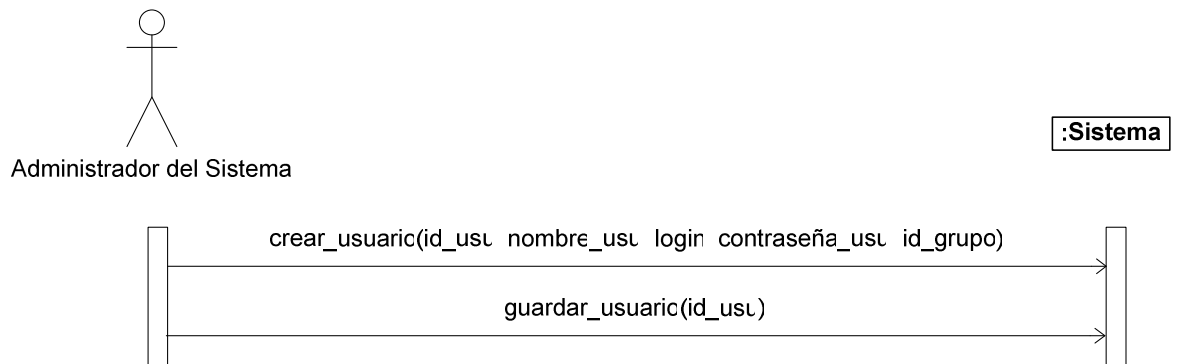 :Sistema
Administrador del Sistema
crear_usuario(id_usu nombre_usu login contraseña_usu id_grupo)
guardar_usuario(id_usu)